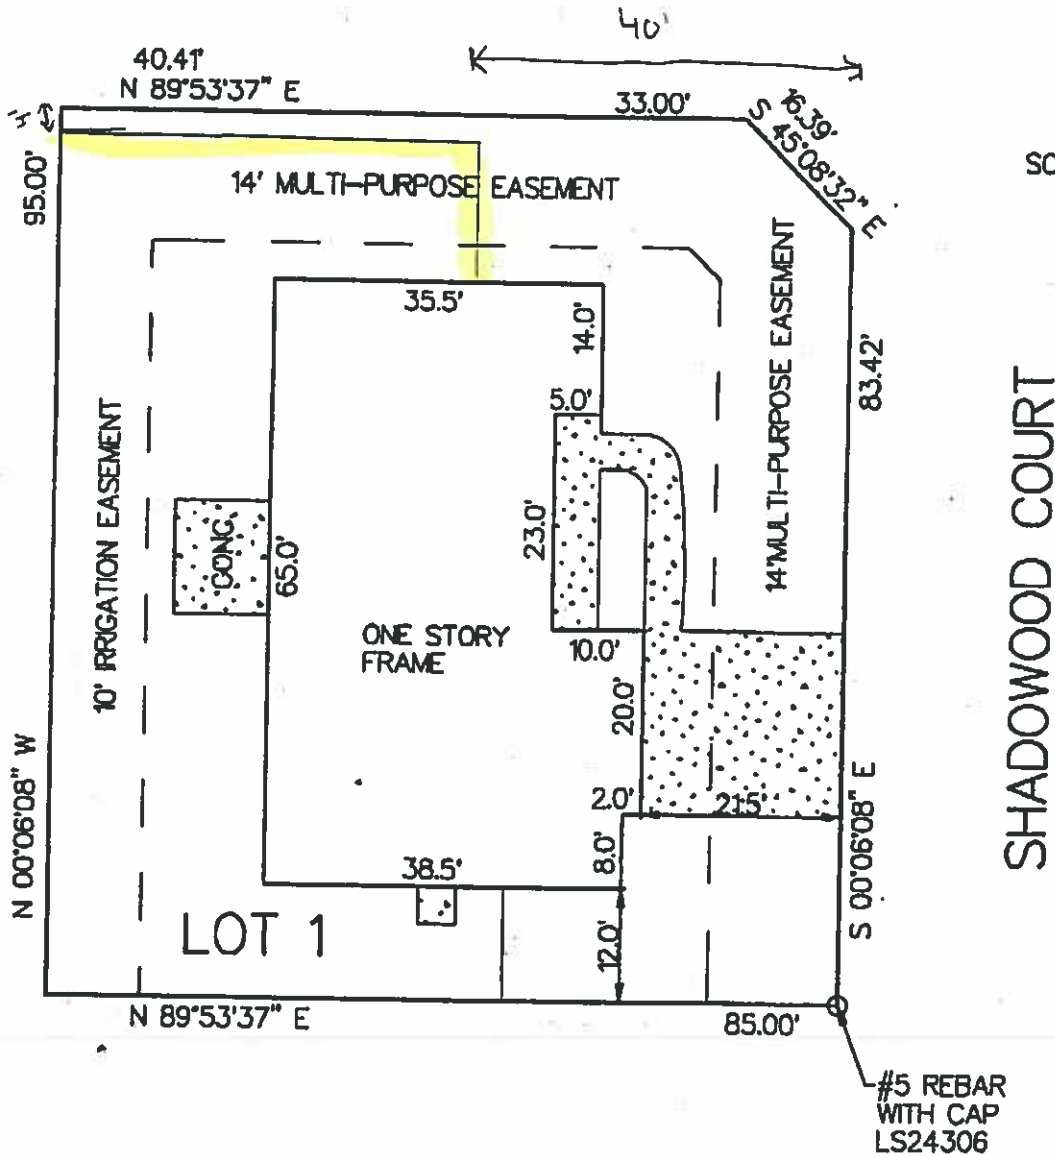 40'
40.41'
N 89°53'37" E
33.00'
16.39'
S 45°08'32" E
SC
95.00'
14' MULTI-PURPOSE EASEMENT
35.5'
14.0'
14'MULTI-PURPOSE EASEMENT
83.42'
5.0'
10' IRRIGATION EASEMENT
CONC
65.0'
23.0'
SHADOWOOD COURT
ONE STORY
FRAME
10.0'
20.0'
2.0'
21.5'
N 00°06'08" W
S 00°06'08" E
38.5'
8.0'
LOT 1
12.0'
N 89°53'37" E
85.00'
#5 REBAR
WITH CAP
LS24306